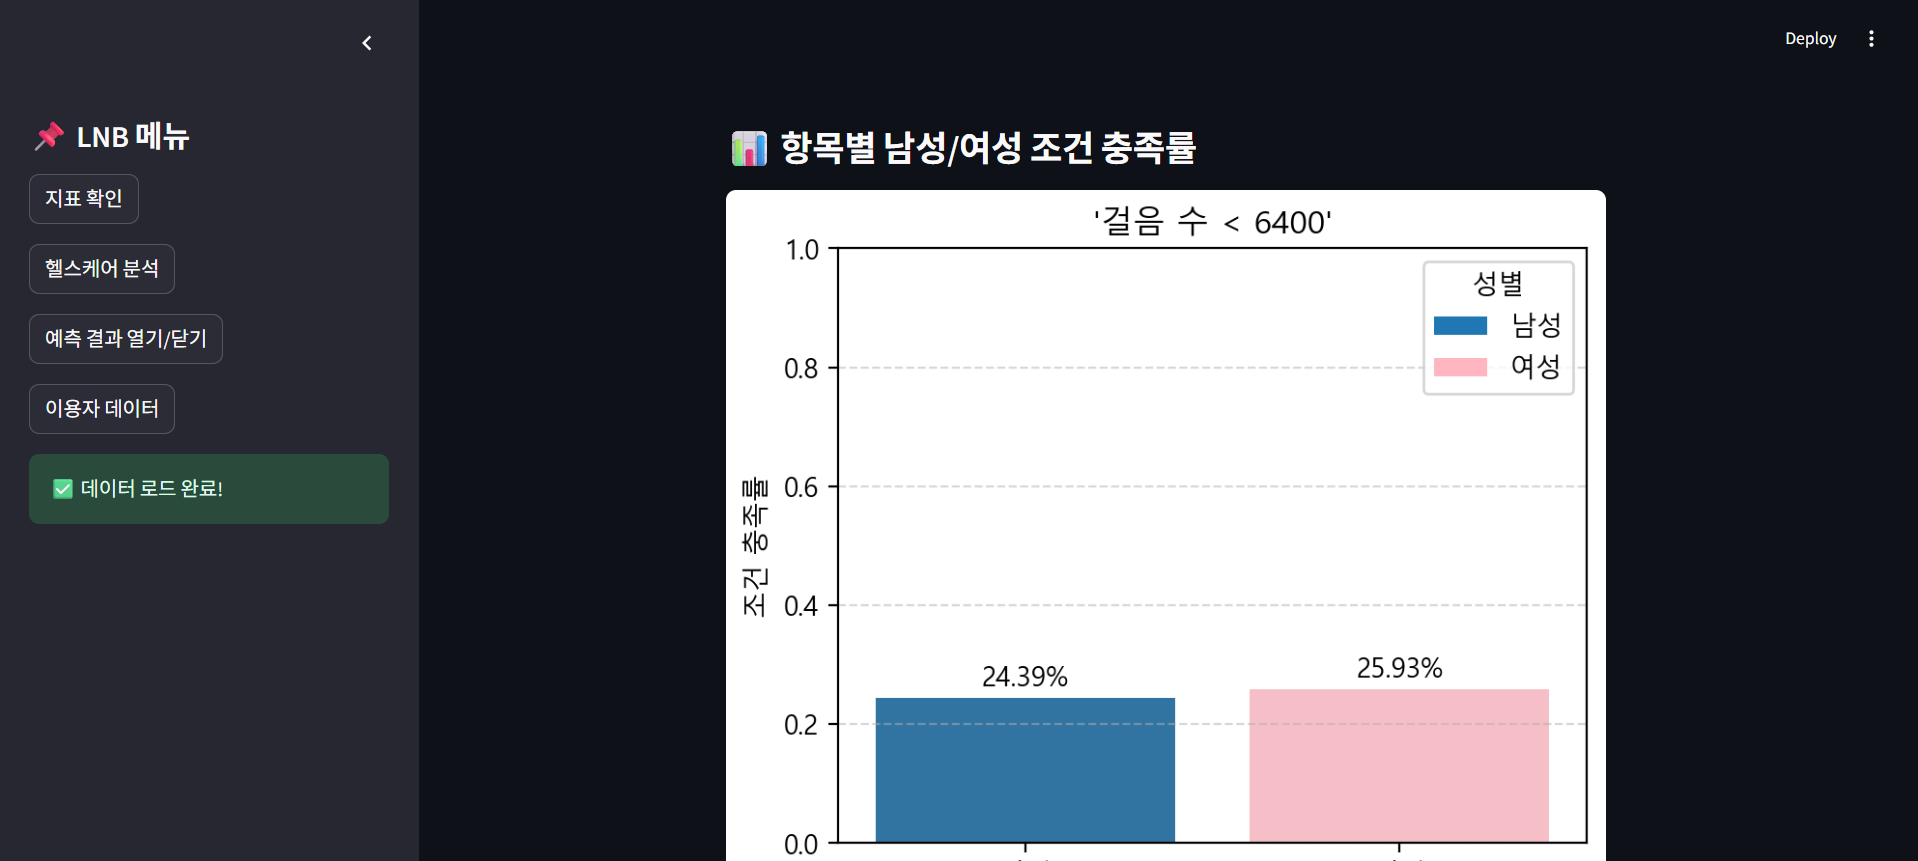 Deploy
📌 LNB 메뉴
지표 확인
헬스케어 분석
예측 결과 열기/닫기
이용자 데이터
✅ 데이터 로드 완료!
📊 항목별 남성/여성 조건 충족률
'걸음 수 < 6400'
성별
남성
여성
조건 충족률
1.0
0.8
0.6
0.4
0.2
0.0
24.39%
25.93%